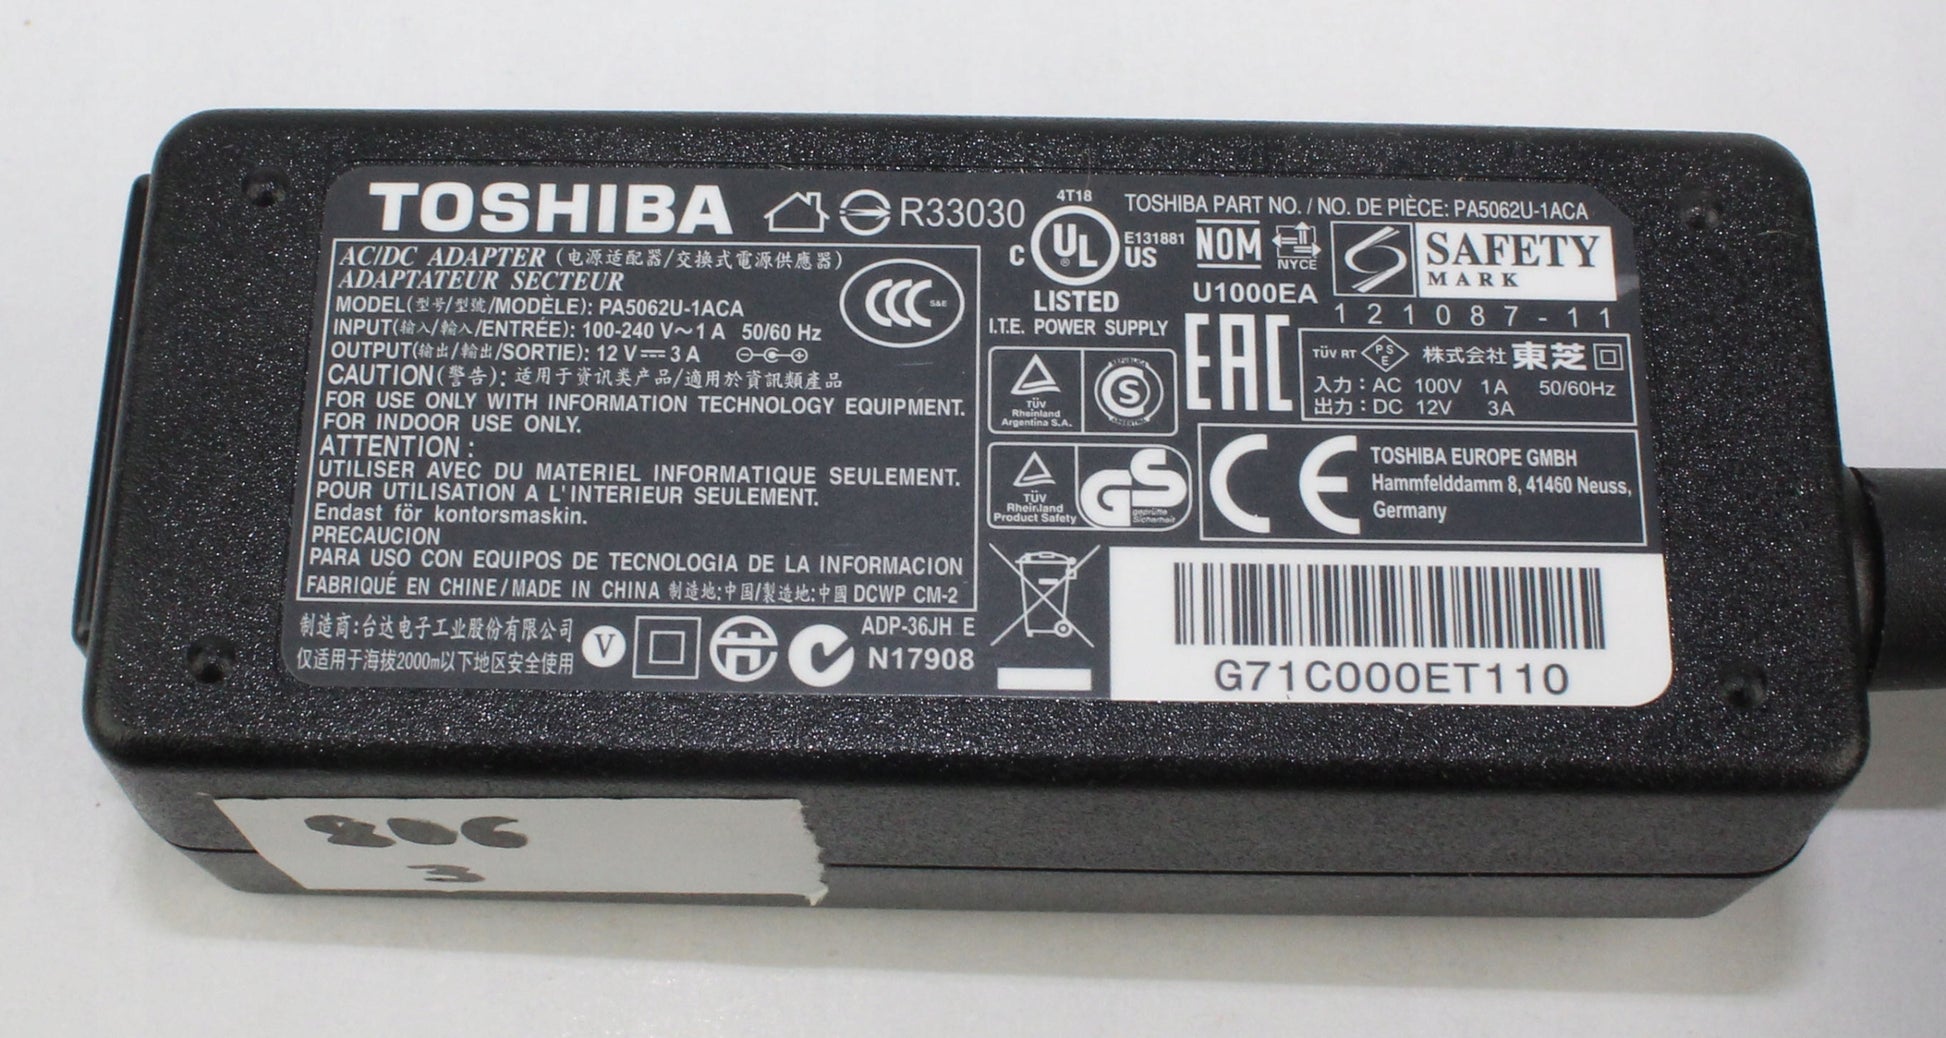 TOSHIBA R33030
AC/DC ADAPTER (电源适配器/交换式電源供應器)
ADAPTATEUR SECTEUR
MODEL(型号/型號/MODÈLE): PA5062U-1ACA
INPUT(输入/輸入/ENTRÉE): 100-240 V~1 A 50/60 Hz
OUTPUT(输出/輸出/SORTIE): 12 V⎓3 A
CAUTION(警告): 适用于资讯类产品/適用於資訊類產品
FOR USE ONLY WITH INFORMATION TECHNOLOGY EQUIPMENT.
FOR INDOOR USE ONLY.
ATTENTION :
UTILISER AVEC DU MATERIEL INFORMATIQUE SEULEMENT.
POUR UTILISATION A L'INTERIEUR SEULEMENT.
Endast för kontorsmaskin.
PRECAUCION
PARA USO CON EQUIPOS DE TECNOLOGIA DE LA INFORMACION
FABRIQUÉ EN CHINE/MADE IN CHINA 制造地:中国/製造地:中國 DCWP CM-2
CCC S&E
制造商:台达电子工业股份有限公司
仅适用于海拔2000m以下地区安全使用
V
ADP-36JH E
N17908
4T18
C UL ® US
E131881
LISTED
I.T.E. POWER SUPPLY
TOSHIBA PART NO. / NO. DE PIÈCE: PA5062U-1ACA
NOM NYCE
U1000EA
SAFETY
MARK
121087-11
EAC
TÜV
Rheinland
Argentina S.A.
REPUBLICA
S
ARGENTINA
TÜV
Rheinland
Product Safety
GS
geprüfte
Sicherheit
TÜV RT PSE 株式会社 東芝
入力：AC 100V 1A 50/60Hz
出力：DC 12V 3A
CE
TOSHIBA EUROPE GMBH
Hammfelddamm 8, 41460 Neuss,
Germany
G71C000ET110
806
3